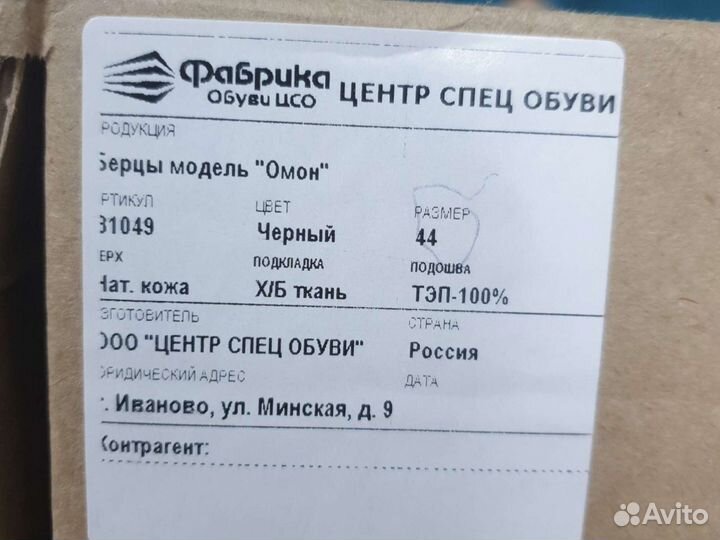 Фабрика
Обуви ЦСО
ЦЕНТР СПЕЦ ОБУВИ
РОДУКЦИЯ
Берцы модель "Омон"
РТИКУЛ ЦВЕТ РАЗМЕР
31049 Черный 44
ЕРХ ПОДКЛАДКА ПОДОШВА
Нат. кожа Х/Б ткань ТЭП-100%
ЗГОТОВИТЕЛЬ СТРАНА
ООО "ЦЕНТР СПЕЦ ОБУВИ" Россия
РИДИЧЕСКИЙ АДРЕС ДАТА
г. Иваново, ул. Минская, д. 9
Контрагент:
Avito